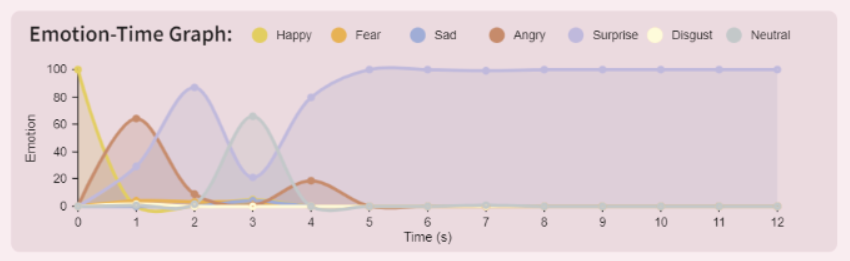 Emotion-Time Graph: Happy Fear Sad Angry Surprise Disgust Neutral
100
80
60
40
20
0
Emotion
0 1 2 3 4 5 6 7 8 9 10 11 12
Time (s)